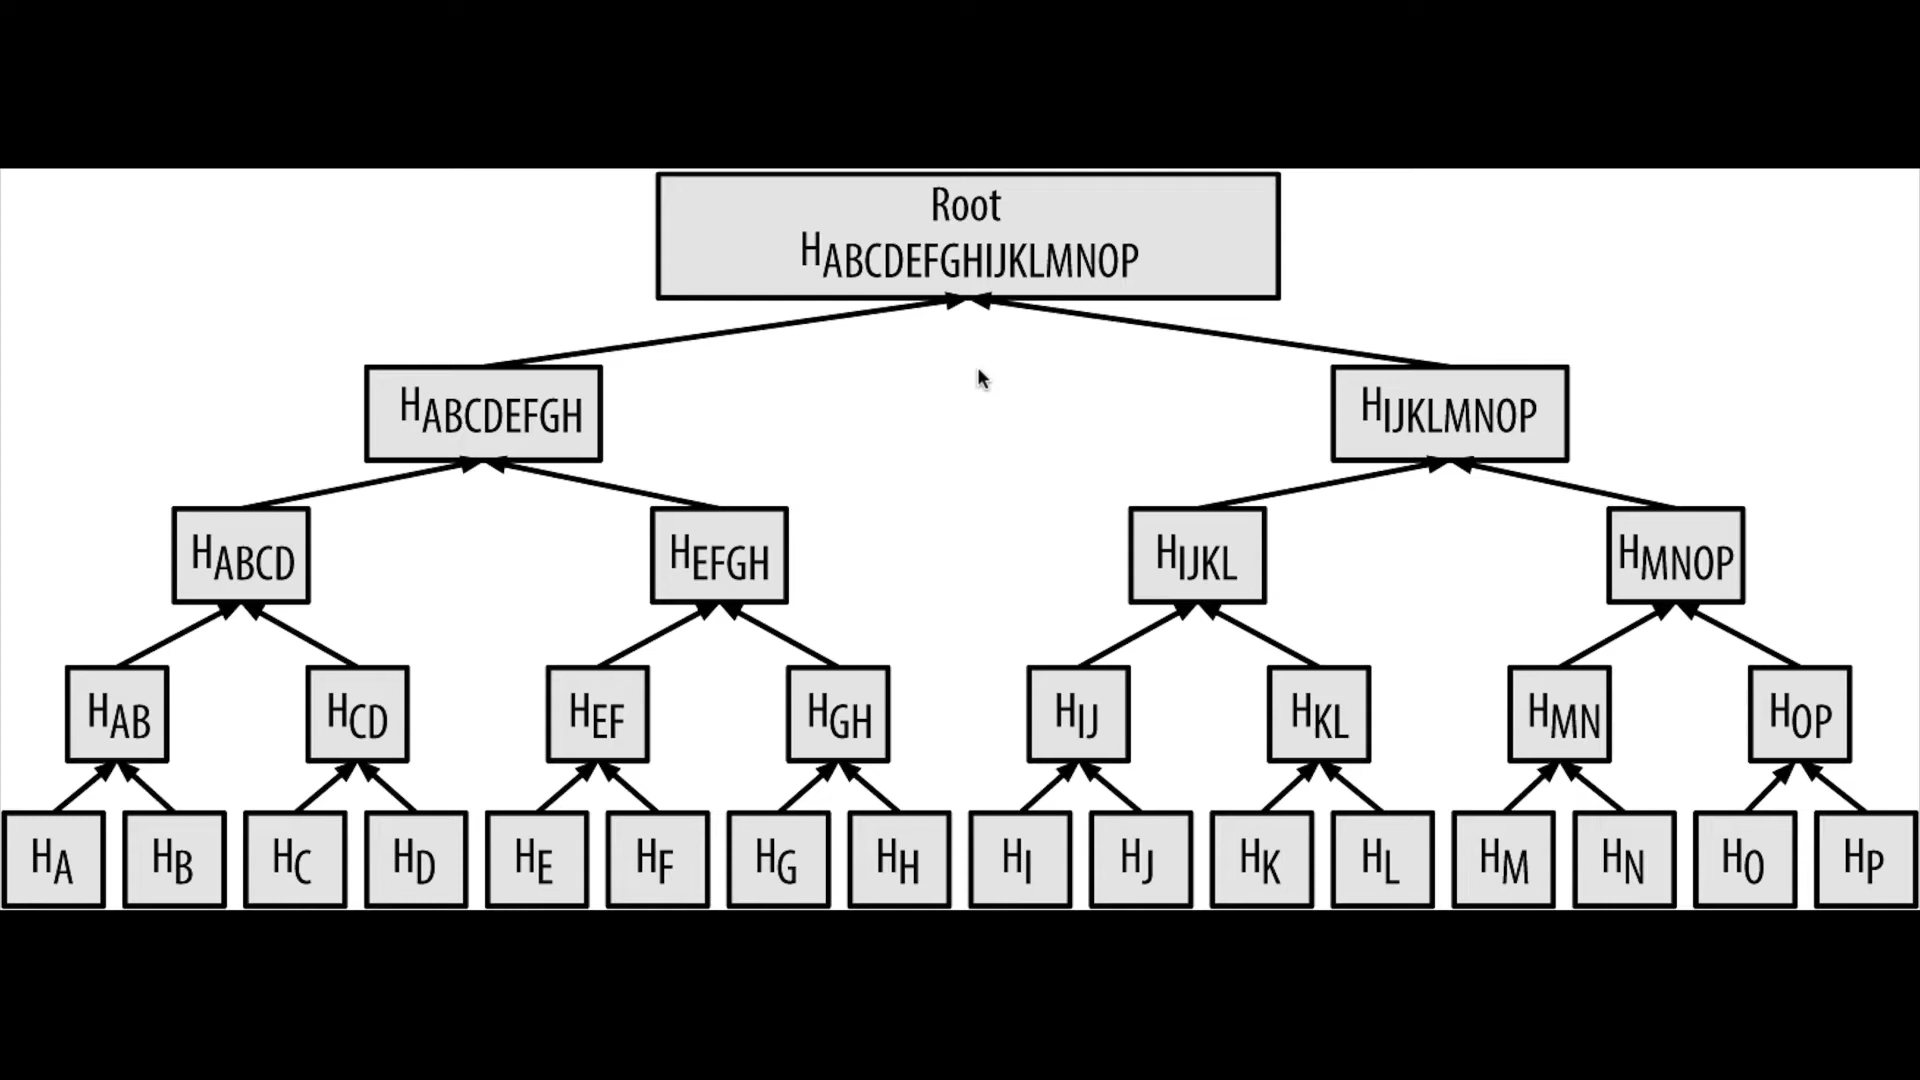 Root
HABCDEFGHIJKLMNOP
HABCDEFGH
HIJKLMNOP
HABCD
HEFGH
HIJKL
HMNOP
HAB
HCD
HEF
HGH
HIJ
HKL
HMN
HOP
HA
HB
HC
HD
HE
HF
HG
HH
HI
HJ
HK
HL
HM
HN
HO
HP